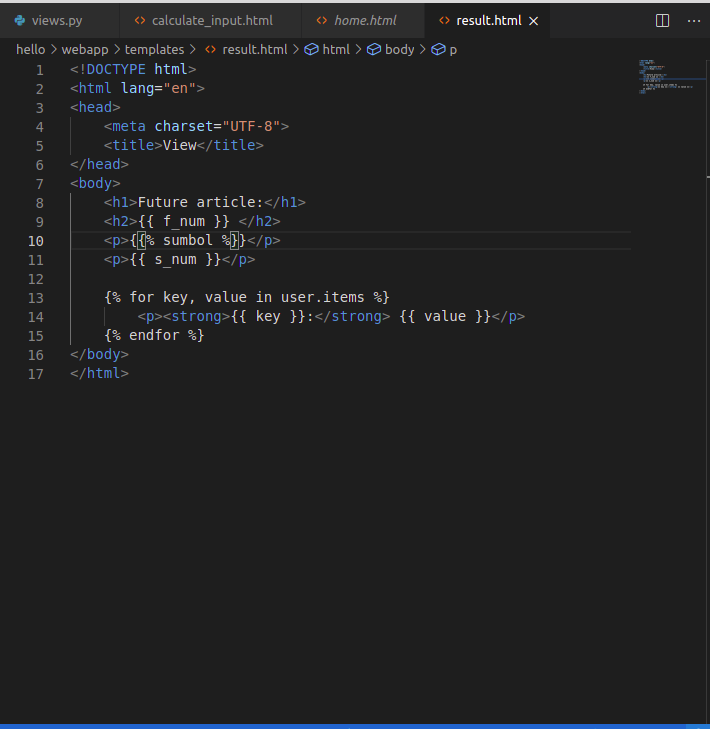 views.py calculate_input.html home.html result.html
hello > webapp > templates > result.html > html > body > p
1 <!DOCTYPE html>
2 <html lang="en">
3 <head>
4 <meta charset="UTF-8">
5 <title>View</title>
6 </head>
7 <body>
8 <h1>Future article:</h1>
9 <h2>{{ f_num }} </h2>
10 <p>{{% sumbol %}}</p>
11 <p>{{ s_num }}</p>
12
13 {% for key, value in user.items %}
14 <p><strong>{{ key }}:</strong> {{ value }}</p>
15 {% endfor %}
16 </body>
17 </html>